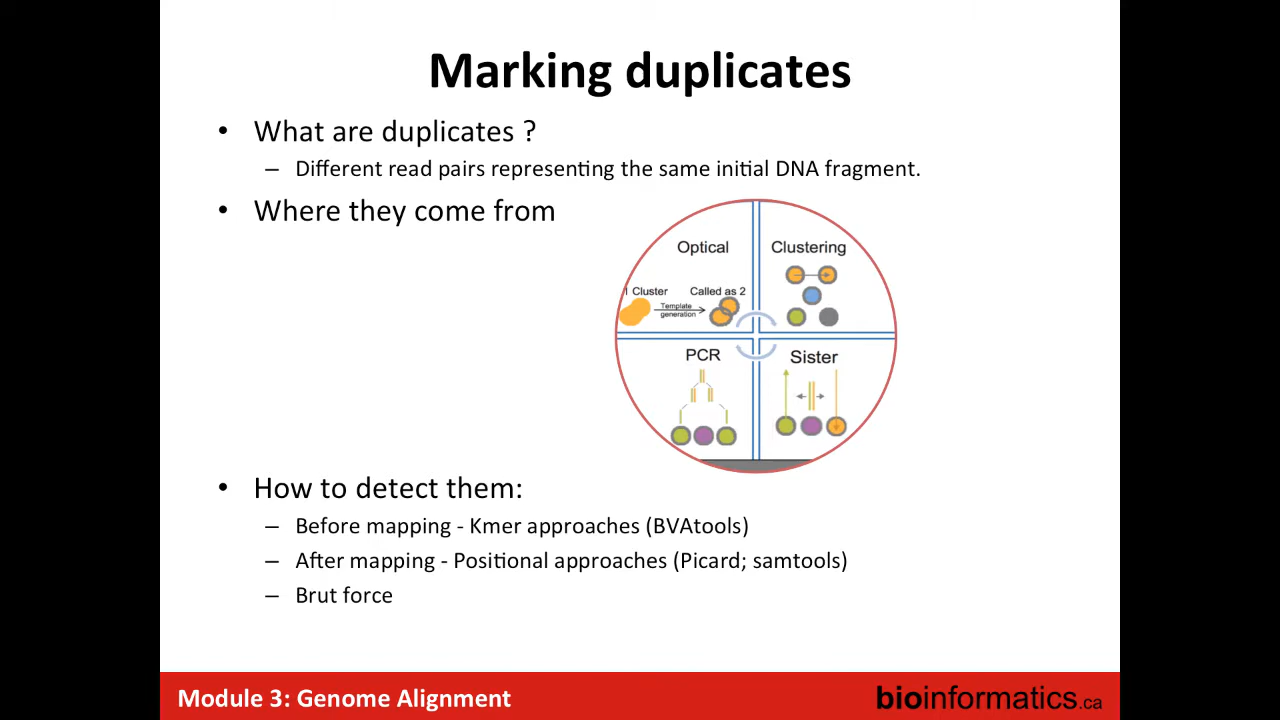 Marking duplicates
• What are duplicates ?
– Different read pairs representing the same initial DNA fragment.
• Where they come from
Optical
1 Cluster
Template
generation
Called as 2
Clustering
PCR
Sister
• How to detect them:
– Before mapping - Kmer approaches (BVAtools)
– After mapping - Positional approaches (Picard; samtools)
– Brut force
Module 3: Genome Alignment
bioinformatics.ca